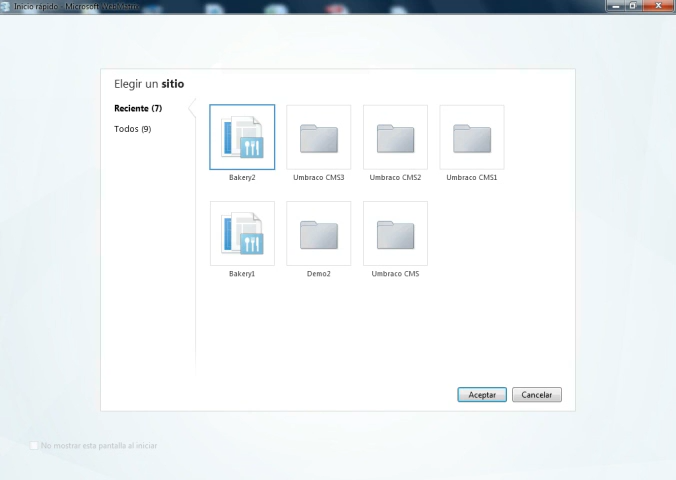 Inicio rápido - Microsoft WebMatrix
Elegir un sitio
Reciente (7)
Todos (9)
Bakery2
Umbraco CMS3
Umbraco CMS2
Umbraco CMS1
Bakery1
Demo2
Umbraco CMS
Aceptar
Cancelar
No mostrar esta pantalla al iniciar